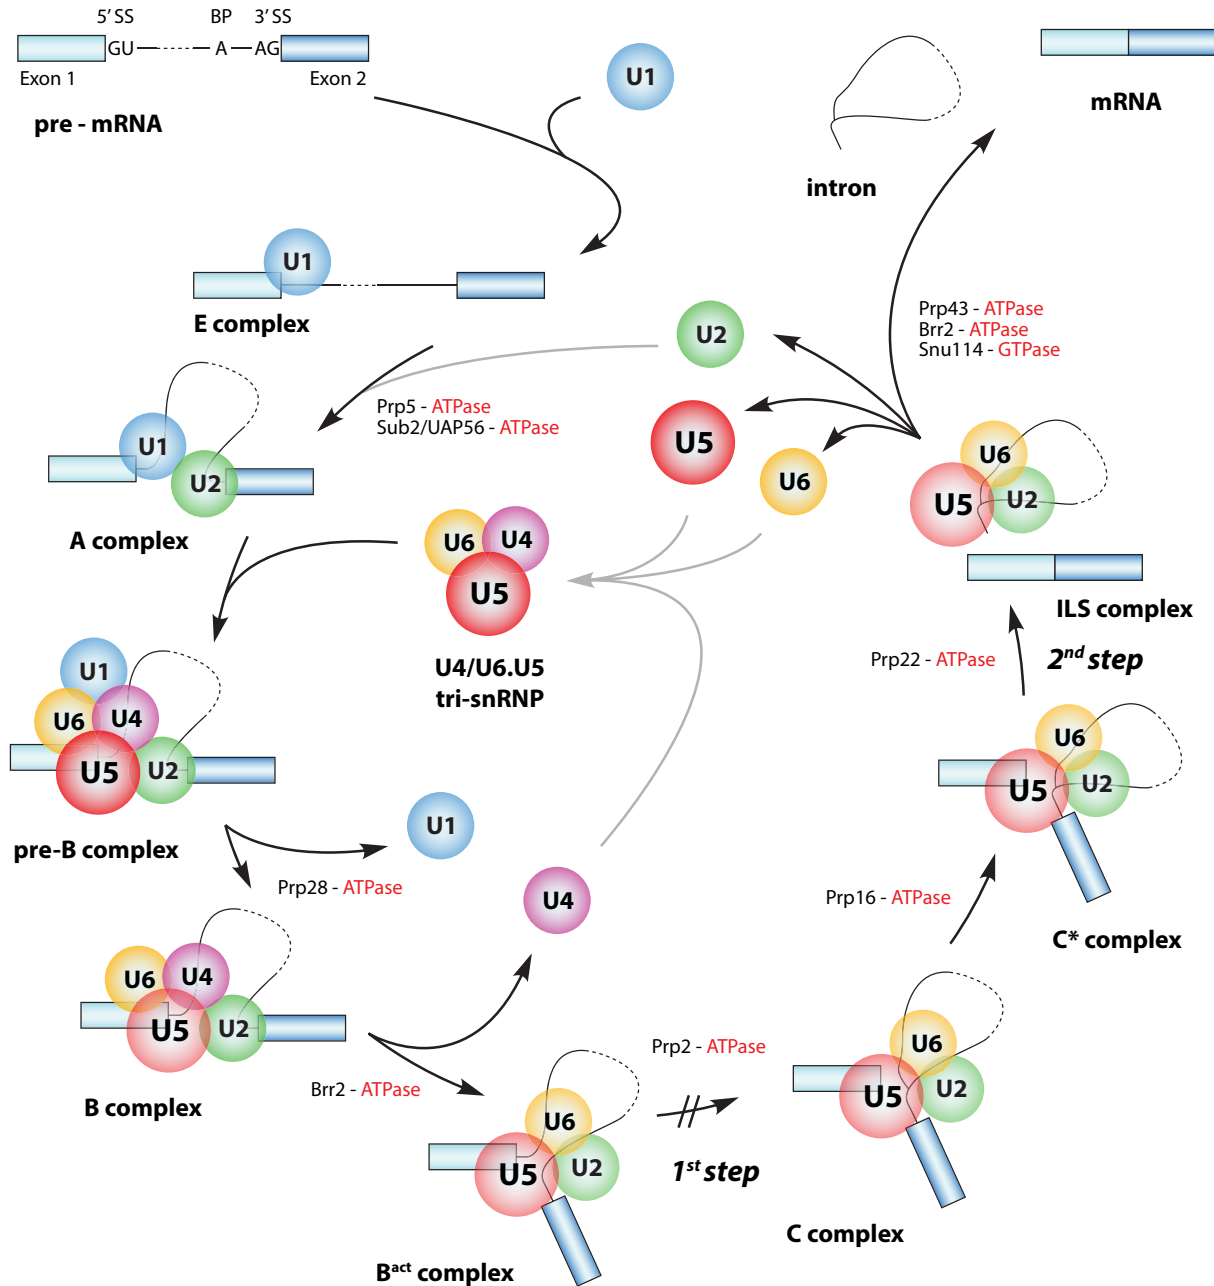 5' SS BP 3' SS
GU A AG
Exon 1 Exon 2
pre - mRNA
U1
intron
mRNA
U1
E complex
U2
Prp43 - ATPase
Brr2 - ATPase
Snu114 - GTPase
Prp5 - ATPase
Sub2/UAP56 - ATPase
U1
U2
A complex
U5
U6
U6
U5
U2
ILS complex
U6
U4
U5
U4/U6.U5
tri-snRNP
Prp22 - ATPase
2nd step
U1
U6
U4
U5
U2
pre-B complex
U6
U5
U2
C* complex
U1
Prp28 - ATPase
U4
Prp16 - ATPase
U6
U4
U5
U2
B complex
Brr2 - ATPase
Prp2 - ATPase
1st step
U6
U5
U2
Bact complex
U6
U5
U2
C complex